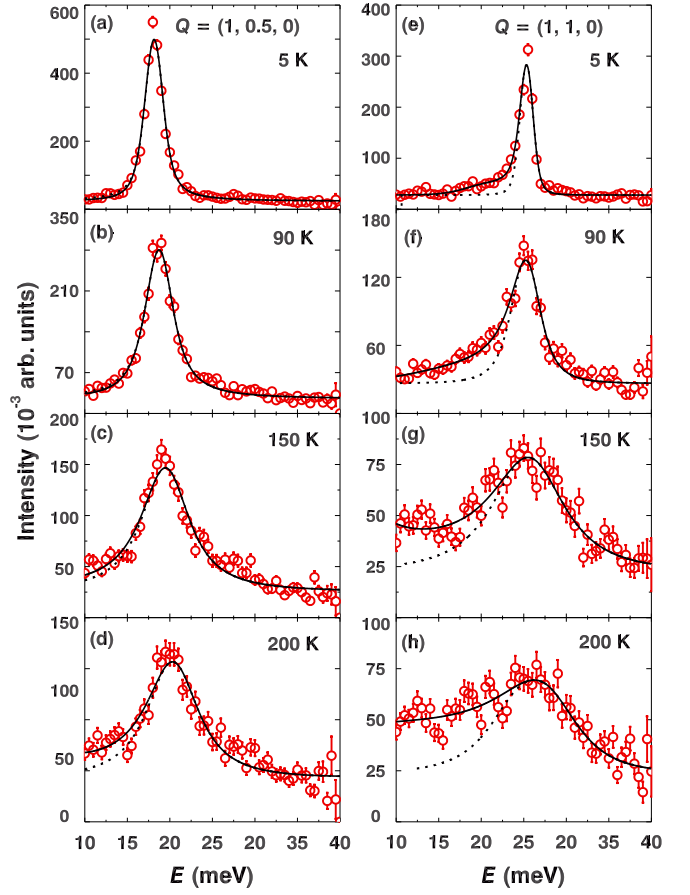 (a) Q = (1, 0.5, 0)
5 K
600
500
200
(b)
90 K
350
210
70
(c)
150 K
200
150
100
50
(d)
200 K
150
100
50
0
10 15 20 25 20 35 40
E (meV)
Intensity (10⁻³ arb. units)
(e) Q = (1, 1, 0)
5 K
400
300
200
100
(f)
90 K
180
120
60
(g)
150 K
100
75
50
25
(h)
200 K
100
75
50
25
0
10 15 20 25 20 35 40
E (meV)